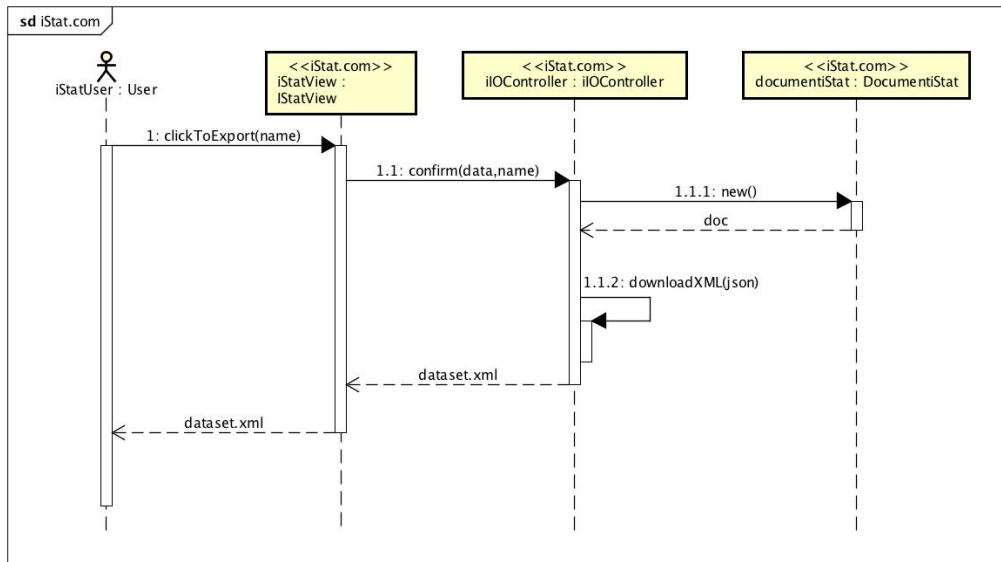 sd iStat.com
iStatUser : User
<<iStat.com>>
iStatView :
IStatView
<<iStat.com>>
iIOController : iIOController
<<iStat.com>>
documentiStat : DocumentiStat
1: clickToExport(name)
1.1: confirm(data,name)
1.1.1: new()
doc
1.1.2: downloadXML(json)
dataset.xml
dataset.xml